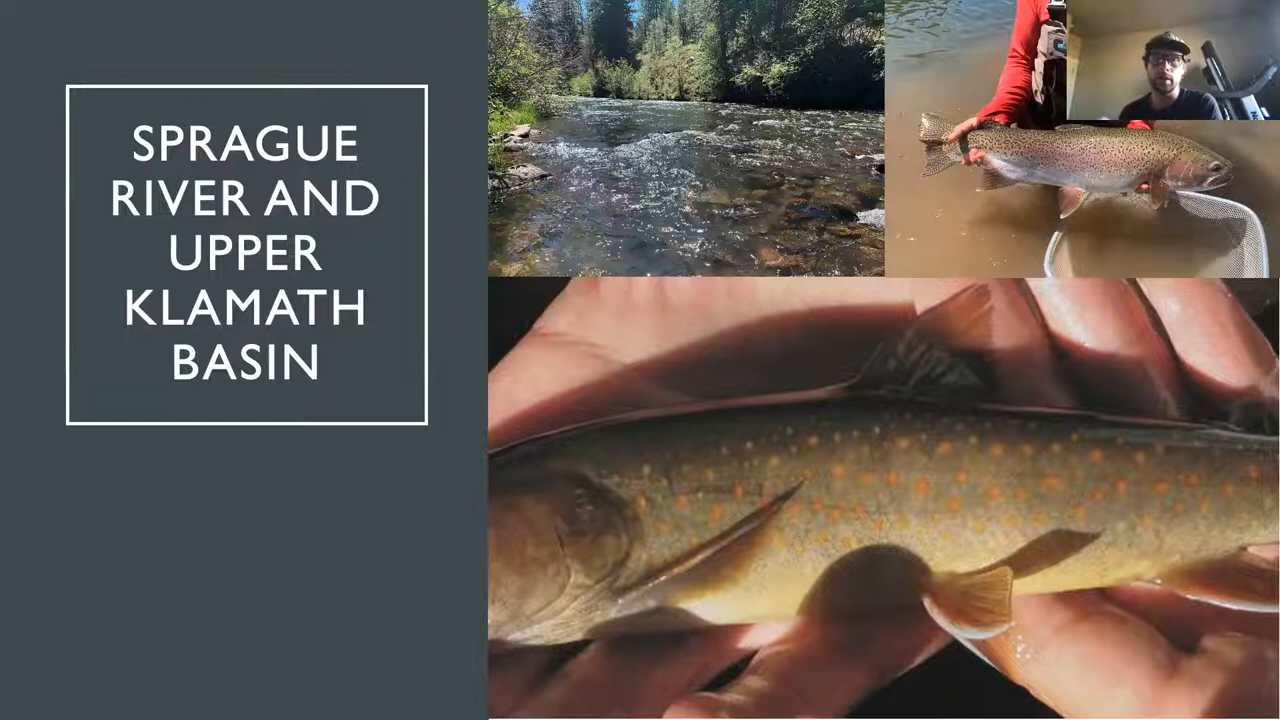 SPRAGUE
RIVER AND
UPPER
KLAMATH
BASIN